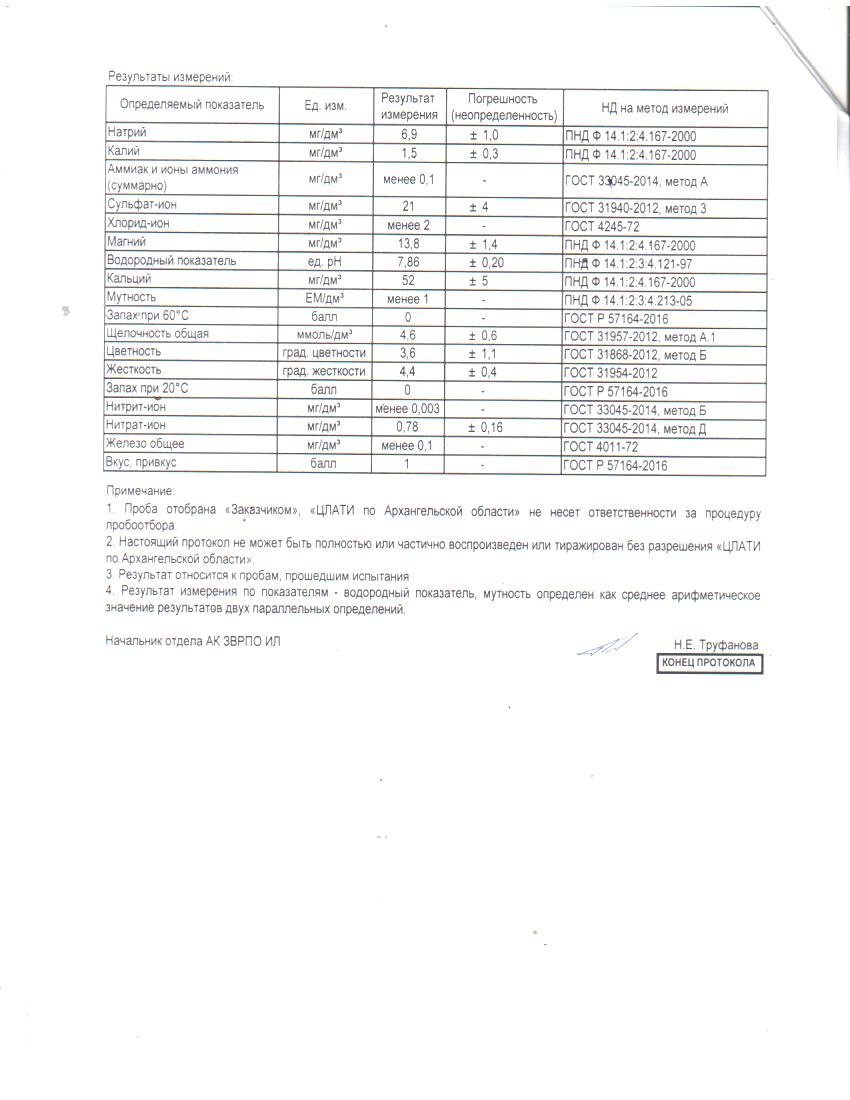 Результаты измерений:
Определяемый показатель Ед. изм. Результат измерения Погрешность (неопределенность) НД на метод измерений
Натрий мг/дм³ 6,9 ± 1,0 ПНД Ф 14.1:2:4.167-2000
Калий мг/дм³ 1,5 ± 0,3 ПНД Ф 14.1:2:4.167-2000
Аммиак и ионы аммония (суммарно) мг/дм³ менее 0,1 - ГОСТ 33045-2014, метод А
Сульфат-ион мг/дм³ 21 ± 4 ГОСТ 31940-2012, метод 3
Хлорид-ион мг/дм³ менее 2 - ГОСТ 4245-72
Магний мг/дм³ 13,8 ± 1,4 ПНД Ф 14.1:2:4.167-2000
Водородный показатель ед. pH 7,86 ± 0,20 ПНД Ф 14.1:2:3:4.121-97
Кальций мг/дм³ 52 ± 5 ПНД Ф 14.1:2:4.167-2000
Мутность ЕМ/дм³ менее 1 - ПНД Ф 14.1:2:3:4.213-05
Запах при 60°С балл 0 - ГОСТ Р 57164-2016
Щелочность общая ммоль/дм³ 4,6 ± 0,6 ГОСТ 31957-2012, метод А.1
Цветность град. цветности 3,6 ± 1,1 ГОСТ 31868-2012, метод Б
Жесткость град. жесткости 4,4 ± 0,4 ГОСТ 31954-2012
Запах при 20°С балл 0 - ГОСТ Р 57164-2016
Нитрит-ион мг/дм³ менее 0,003 - ГОСТ 33045-2014, метод Б
Нитрат-ион мг/дм³ 0,78 ± 0,16 ГОСТ 33045-2014, метод Д
Железо общее мг/дм³ менее 0,1 - ГОСТ 4011-72
Вкус, привкус балл 1 - ГОСТ Р 57164-2016
Примечание:
1. Проба отобрана «Заказчиком», «ЦЛАТИ по Архангельской области» не несет ответственности за процедуру
пробоотбора.
2. Настоящий протокол не может быть полностью или частично воспроизведен или тиражирован без разрешения «ЦЛАТИ
по Архангельской области».
3. Результат относится к пробам, прошедшим испытания
4. Результат измерения по показателям - водородный показатель, мутность определен как среднее арифметическое
значение результатов двух параллельных определений.
Начальник отдела АК ЗВРПО ИЛ Н.Е. Труфанова
КОНЕЦ ПРОТОКОЛА